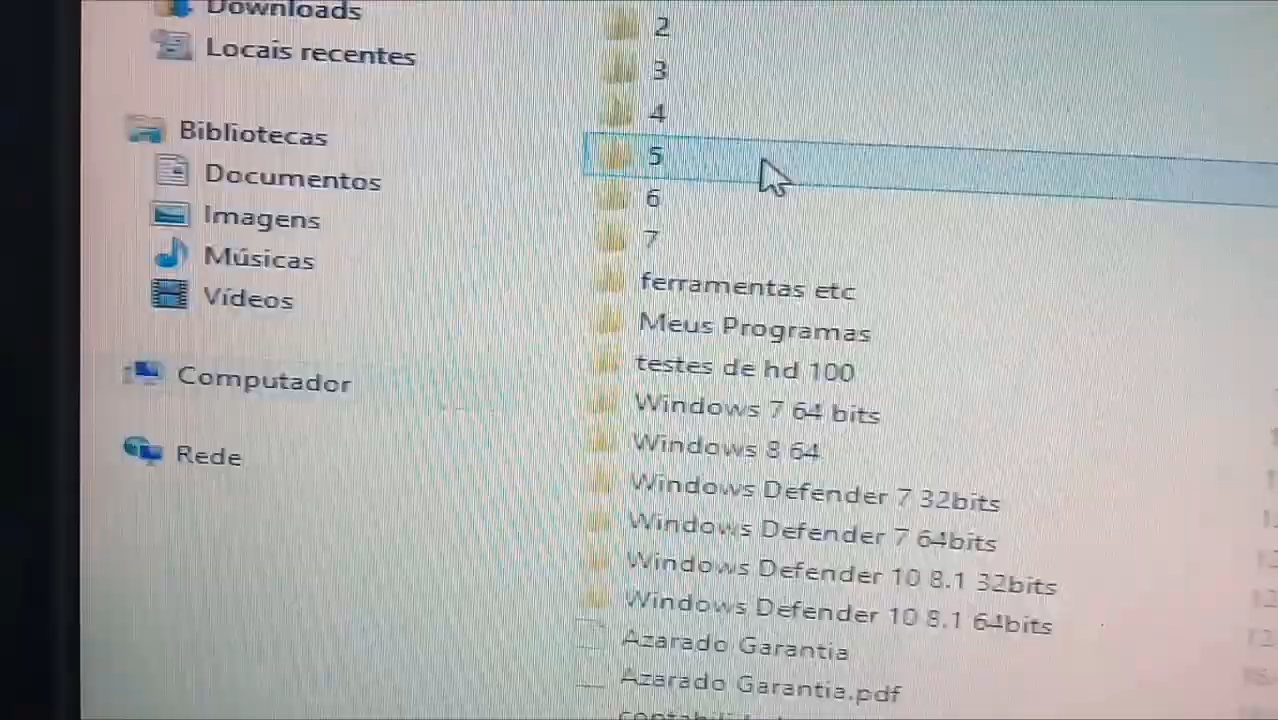 Downloads
Locais recentes
Bibliotecas
Documentos
Imagens
Músicas
Vídeos
Computador
Rede
2
3
4
5
6
7
ferramentas etc
Meus Programas
testes de hd 100
Windows 7 64 bits
Windows 8 64
Windows Defender 7 32bits
Windows Defender 7 64bits
Windows Defender 10 8.1 32bits
Windows Defender 10 8.1 64bits
Azarado Garantia
Azarado Garantia.pdf